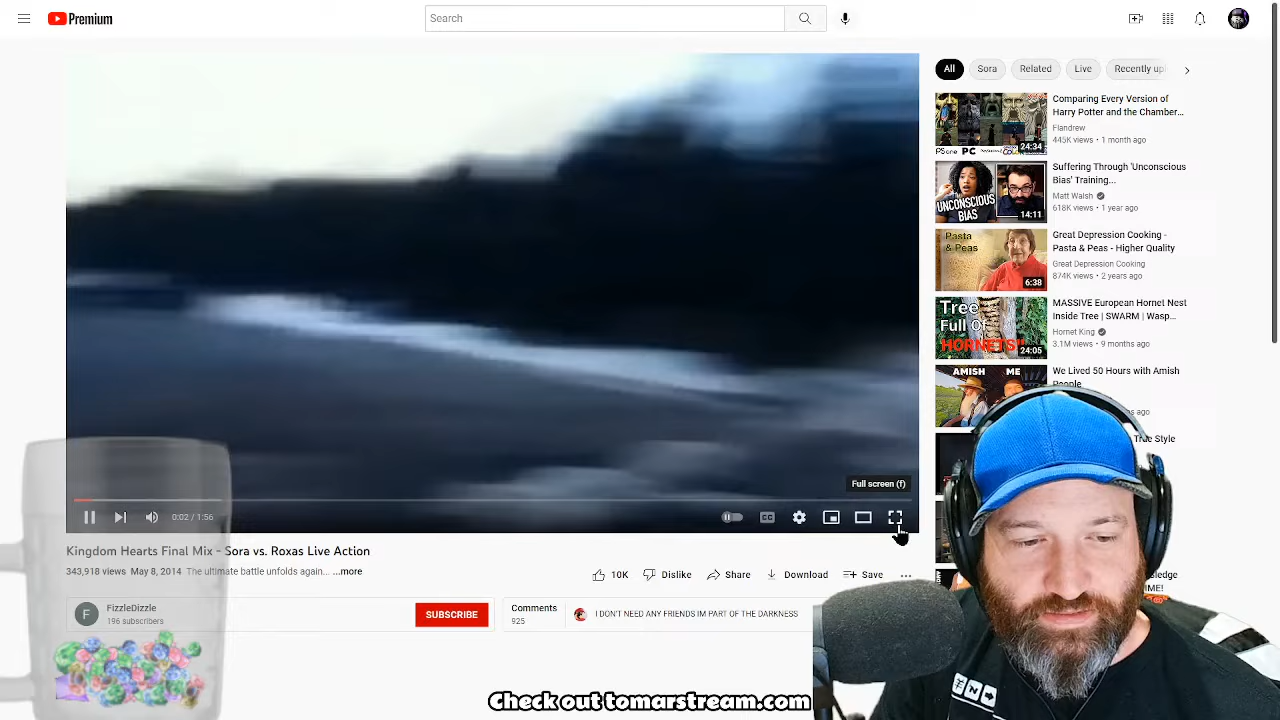 Premium
Search
All
Sora
Related
Live
Recently up
Comparing Every Version of
Harry Potter and the Chamber...
Flandrew
445K views • 1 month ago
PC
24:34
Suffering Through 'Unconscious
Bias' Training...
Matt Walsh
618K views • 1 year ago
UNCONSCIOUS
BIAS
14:11
Great Depression Cooking -
Pasta & Peas - Higher Quality
Great Depression Cooking
874K views • 2 years ago
Pasta
& Peas
6:38
MASSIVE European Hornet Nest
Inside Tree | SWARM | Wasp...
Hornet King
3.1M views • 9 months ago
Tree
Full Of
HORNETS
24:05
We Lived 50 Hours with Amish
People
AMISH
ME
Style
Full screen (f)
0:02 / 1:56
CC
Kingdom Hearts Final Mix - Sora vs. Roxas Live Action
343,918 views May 8, 2014 The ultimate battle unfolds again... ...more
10K
Dislike
Share
Download
Save
F
FizzleDizzle
196 subscribers
SUBSCRIBE
Comments
925
I DON'T NEED ANY FRIENDS IM PART OF THE DARKNESS
Check out tomarstream.com